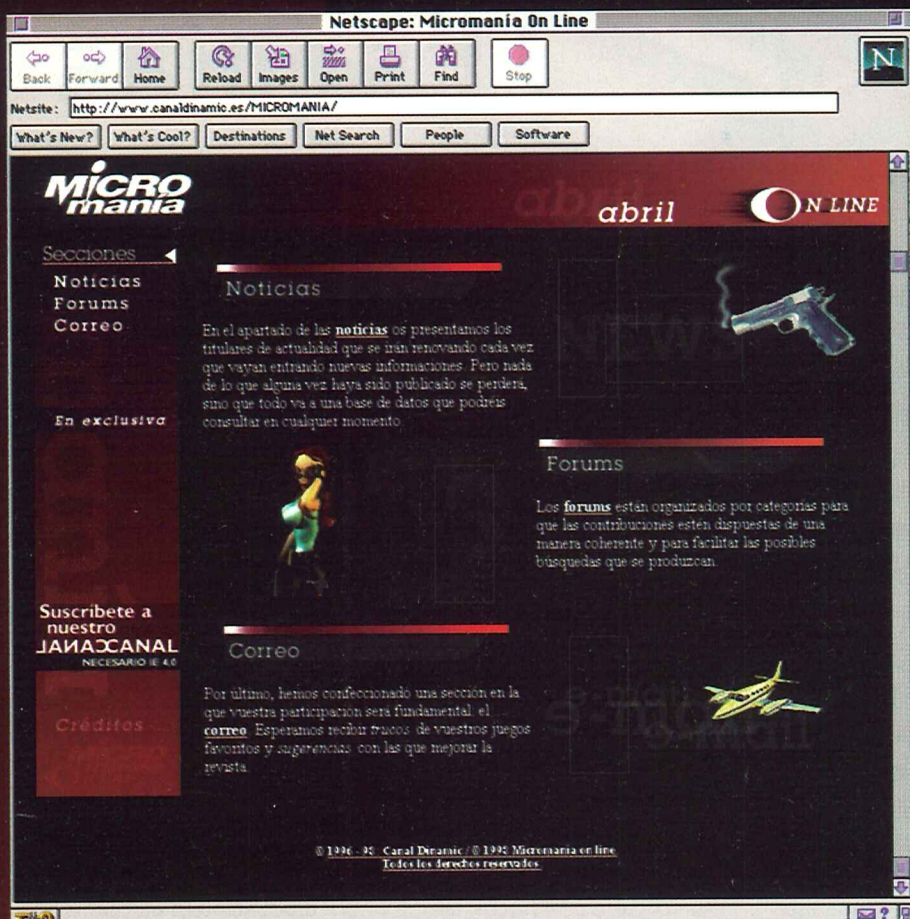 Netscape: Micromanía On Line
Back Forward Home Reload Images Open Print Find Stop
N
Netsite: http://www.canaldinamic.es/MICROMANIA/
What's New? What's Cool? Destinations Net Search People Software
MICRO
manía
abril
abril
ON LINE
Secciones
Noticias
Forums
Correo
En exclusiva
Suscribete a
nuestro
JANACCANAL
NECESARIO IE 4.0
Créditos
Noticias
En el apartado de las noticias os presentamos los
titulares de actualidad que se irán renovando cada vez
que vayan entrando nuevas informaciones. Pero nada
de lo que alguna vez haya sido publicado se perderá,
sino que todo va a una base de datos que podréis
consultar en cualquier momento.
NEWS
Forums
Los forums están organizados por categorías para
que las contribuciones estén dispuestas de una
manera coherente y para facilitar las posibles
búsquedas que se produzcan.
Correo
Por último, hemos confeccionado una sección en la
que vuestra participación será fundamental: el
correo. Esperamos recibir trucos de vuestros juegos
favoritos y sugerencias con las que mejorar la
revista.
e-mail
© 1996 - 98 Canal Dinamic / © 1998 Micromanía on line
Todos los derechos reservados.